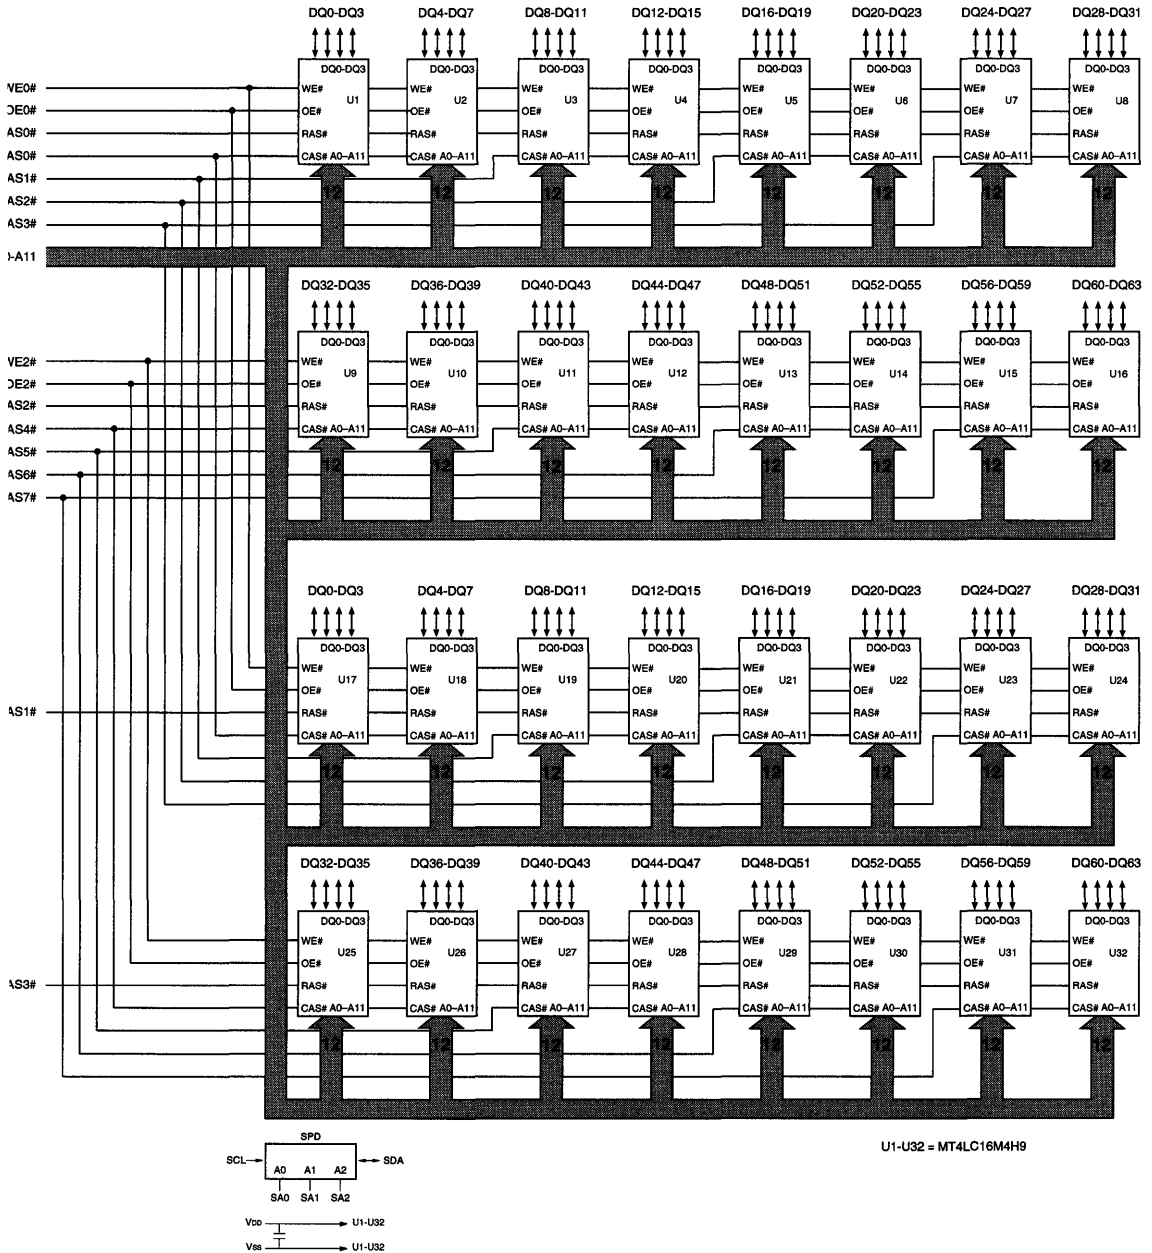 DQ0-DQ3 DQ4-DQ7 DQ8-DQ11 DQ12-DQ15 DQ16-DQ19 DQ20-DQ23 DQ24-DQ27 DQ28-DQ31
DQ0-DQ3 DQ0-DQ3 DQ0-DQ3 DQ0-DQ3 DQ0-DQ3 DQ0-DQ3 DQ0-DQ3 DQ0-DQ3
WE0# WE# WE# WE# WE# WE# WE# WE# WE#
U1 U2 U3 U4 U5 U6 U7 U8
OE0# OE# OE# OE# OE# OE# OE# OE# OE#
AS0# RAS# RAS# RAS# RAS# RAS# RAS# RAS# RAS#
AS0# CAS# A0–A11 CAS# A0–A11 CAS# A0–A11 CAS# A0–A11 CAS# A0–A11 CAS# A0–A11 CAS# A0–A11 CAS# A0–A11
AS1#
12 12 12 12 12 12 12 12
AS2#
AS3#
-A11
DQ32-DQ35 DQ36-DQ39 DQ40-DQ43 DQ44-DQ47 DQ48-DQ51 DQ52-DQ55 DQ56-DQ59 DQ60-DQ63
DQ0-DQ3 DQ0-DQ3 DQ0-DQ3 DQ0-DQ3 DQ0-DQ3 DQ0-DQ3 DQ0-DQ3 DQ0-DQ3
WE2# WE# WE# WE# WE# WE# WE# WE# WE#
U9 U10 U11 U12 U13 U14 U15 U16
OE2# OE# OE# OE# OE# OE# OE# OE# OE#
AS2# RAS# RAS# RAS# RAS# RAS# RAS# RAS# RAS#
AS4# CAS# A0–A11 CAS# A0–A11 CAS# A0–A11 CAS# A0–A11 CAS# A0–A11 CAS# A0–A11 CAS# A0–A11 CAS# A0–A11
AS5#
12 12 12 12 12 12 12 12
AS6#
AS7#
DQ0-DQ3 DQ4-DQ7 DQ8-DQ11 DQ12-DQ15 DQ16-DQ19 DQ20-DQ23 DQ24-DQ27 DQ28-DQ31
DQ0-DQ3 DQ0-DQ3 DQ0-DQ3 DQ0-DQ3 DQ0-DQ3 DQ0-DQ3 DQ0-DQ3 DQ0-DQ3
WE# WE# WE# WE# WE# WE# WE# WE#
U17 U18 U19 U20 U21 U22 U23 U24
OE# OE# OE# OE# OE# OE# OE# OE#
AS1# RAS# RAS# RAS# RAS# RAS# RAS# RAS# RAS#
CAS# A0–A11 CAS# A0–A11 CAS# A0–A11 CAS# A0–A11 CAS# A0–A11 CAS# A0–A11 CAS# A0–A11 CAS# A0–A11
12 12 12 12 12 12 12 12
DQ32-DQ35 DQ36-DQ39 DQ40-DQ43 DQ44-DQ47 DQ48-DQ51 DQ52-DQ55 DQ56-DQ59 DQ60-DQ63
DQ0-DQ3 DQ0-DQ3 DQ0-DQ3 DQ0-DQ3 DQ0-DQ3 DQ0-DQ3 DQ0-DQ3 DQ0-DQ3
WE# WE# WE# WE# WE# WE# WE# WE#
U25 U26 U27 U28 U29 U30 U31 U32
OE# OE# OE# OE# OE# OE# OE# OE#
AS3# RAS# RAS# RAS# RAS# RAS# RAS# RAS# RAS#
CAS# A0–A11 CAS# A0–A11 CAS# A0–A11 CAS# A0–A11 CAS# A0–A11 CAS# A0–A11 CAS# A0–A11 CAS# A0–A11
12 12 12 12 12 12 12 12
SPD
U1-U32 = MT4LC16M4H9
SCL SDA
A0 A1 A2
SA0 SA1 SA2
VDD U1-U32
VSS U1-U32